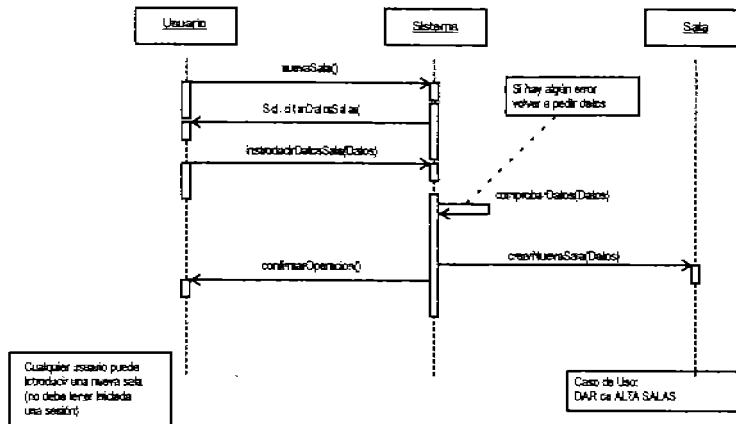 Usuario
Sistema
Sala
nuevaSala()
Si hay algún error
volver a pedir datos
SolicitarDatosSalas(
introducirDatosSala(Datos)
comprobarDatos(Datos)
crearNuevaSala(Datos)
confirmarOperacion()
Cualquier usuario puede
introducir una nueva sala
(no debe tener iniciada
una sesión)
Caso de Uso:
DAR de ALTA SALAS